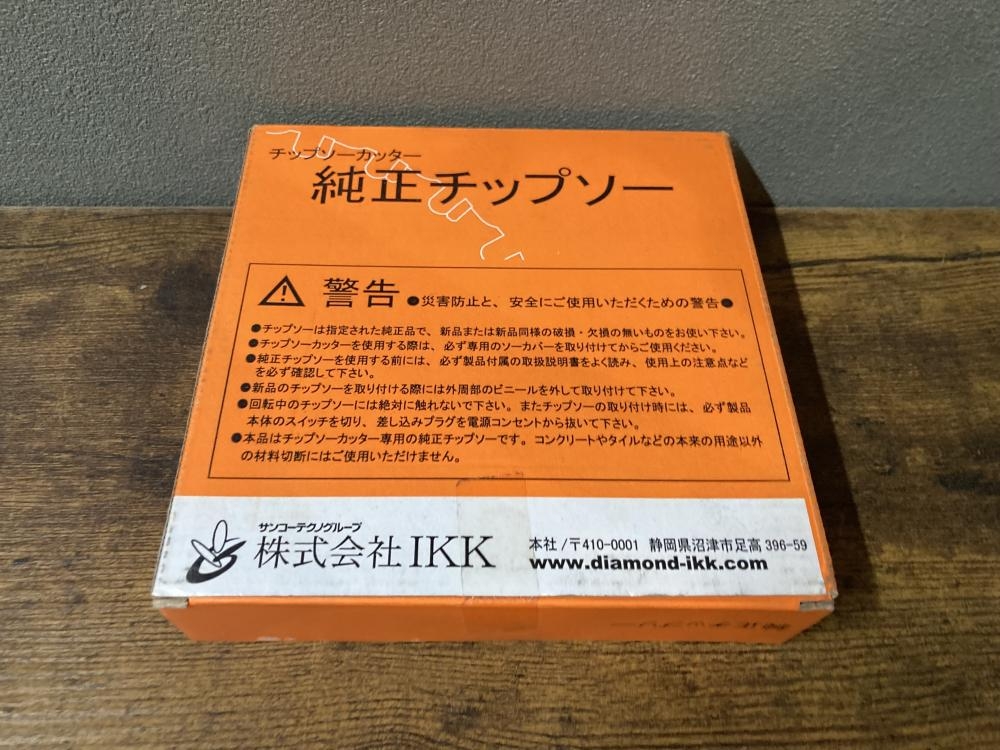 チップソーカッター
純正チップソー
警告 ●災害防止と、安全にご使用いただくための警告●
●チップソーは指定された純正品で、新品または新品同様の破損・欠損の無いものをお使い下さい。
●チップソーカッターを使用する際は、必ず専用のソーカバーを取り付けてからご使用ください。
●純正チップソーを使用する前には、必ず製品付属の取扱説明書をよく読み、使用上の注意点など
を必ず確認して下さい。
●新品のチップソーを取り付ける際には外周部のビニールを外して取り付けて下さい。
●回転中のチップソーには絶対に触れないで下さい。またチップソーの取り付け時には、必ず製品
本体のスイッチを切り、差し込みプラグを電源コンセントから抜いて下さい。
●本品はチップソーカッター専用の純正チップソーです。コンクリートやタイルなどの本来の用途以外
の材料切断にはご使用いただけません。
サンコーテクノグループ
株式会社IKK
本社/〒410-0001 静岡県沼津市足高396-59
www.diamond-ikk.com
純正チップソー